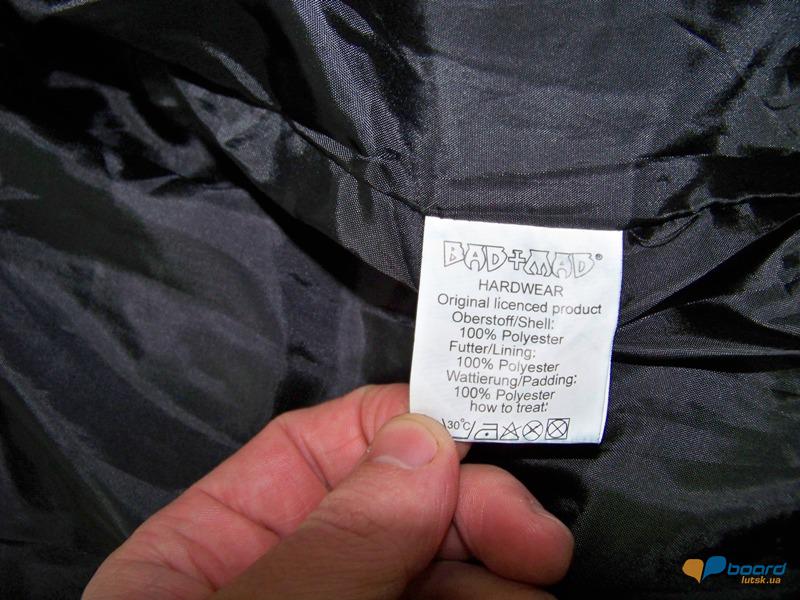 BAD+MAD®
HARDWEAR
Original licenced product
Oberstoff/Shell:
100% Polyester
Futter/Lining:
100% Polyester
Wattierung/Padding:
100% Polyester
how to treat:
30°C
board
lutsk.ua